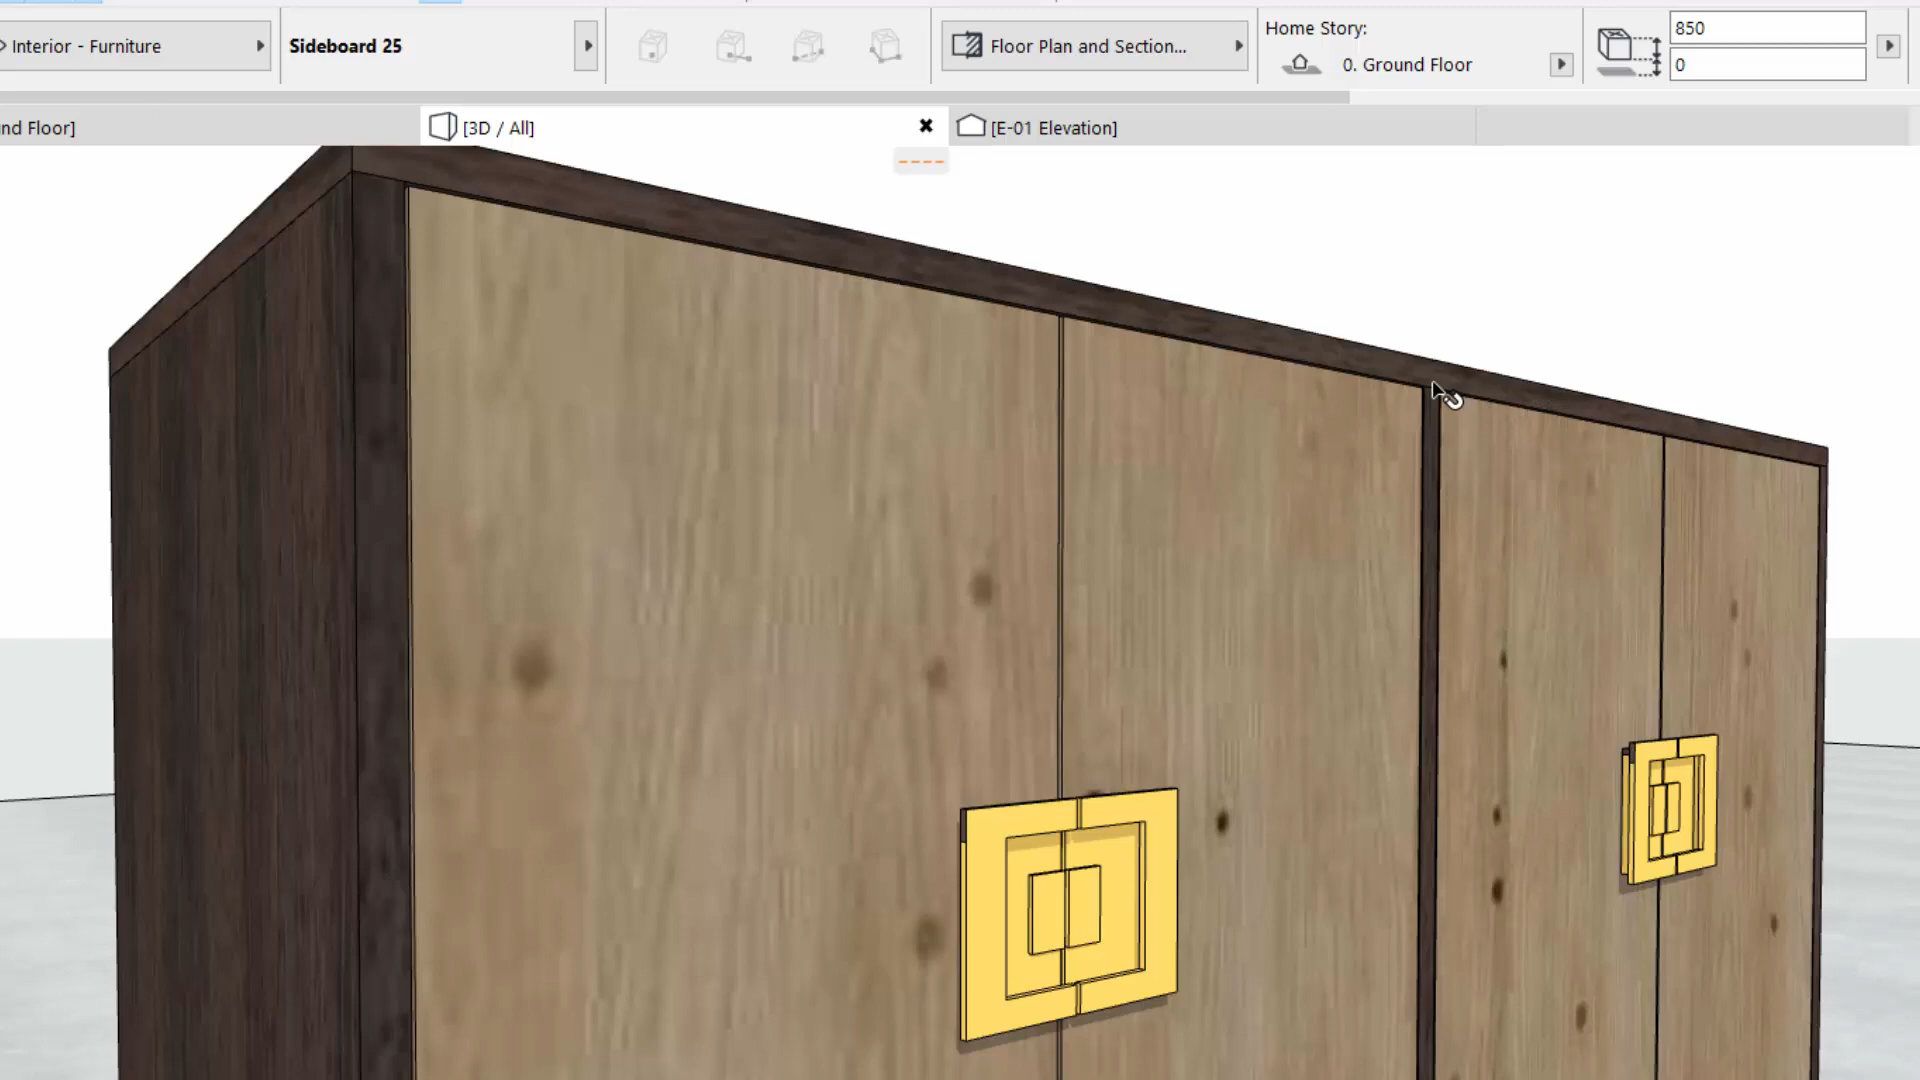 Interior - Furniture
Sideboard 25
Floor Plan and Section...
Home Story:
0. Ground Floor
850
0
nd Floor]
[3D / All]
[E-01 Elevation]